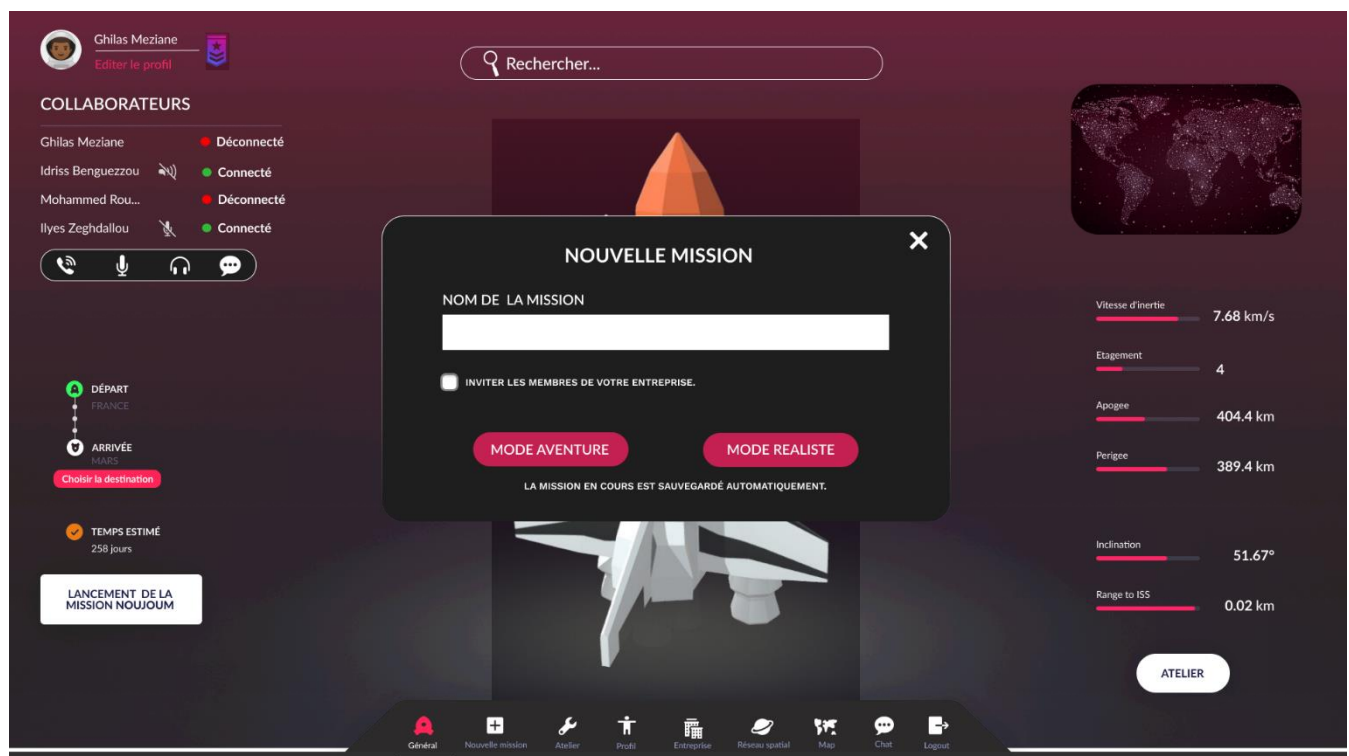 Ghilas Meziane
Editer le profil
Rechercher...
COLLABORATEURS
Ghilas Meziane Déconnecté
Idriss Benguezzou Connecté
Mohammed Rou... Déconnecté
Ilyes Zeghdallou Connecté
DÉPART
FRANCE
ARRIVÉE
MARS
Choisir la destination
TEMPS ESTIMÉ
258 jours
LANCEMENT DE LA
MISSION NOUJOUM
NOUVELLE MISSION
NOM DE LA MISSION
INVITER LES MEMBRES DE VOTRE ENTREPRISE.
MODE AVENTURE MODE REALISTE
LA MISSION EN COURS EST SAUVEGARDÉ AUTOMATIQUEMENT.
Vitesse d'inertie
7.68 km/s
Etagement
4
Apogee
404.4 km
Perigee
389.4 km
Inclination
51.67°
Range to ISS
0.02 km
ATELIER
Général Nouvelle mission Atelier Profil Entreprise Réseau spatial Map Chat Logout